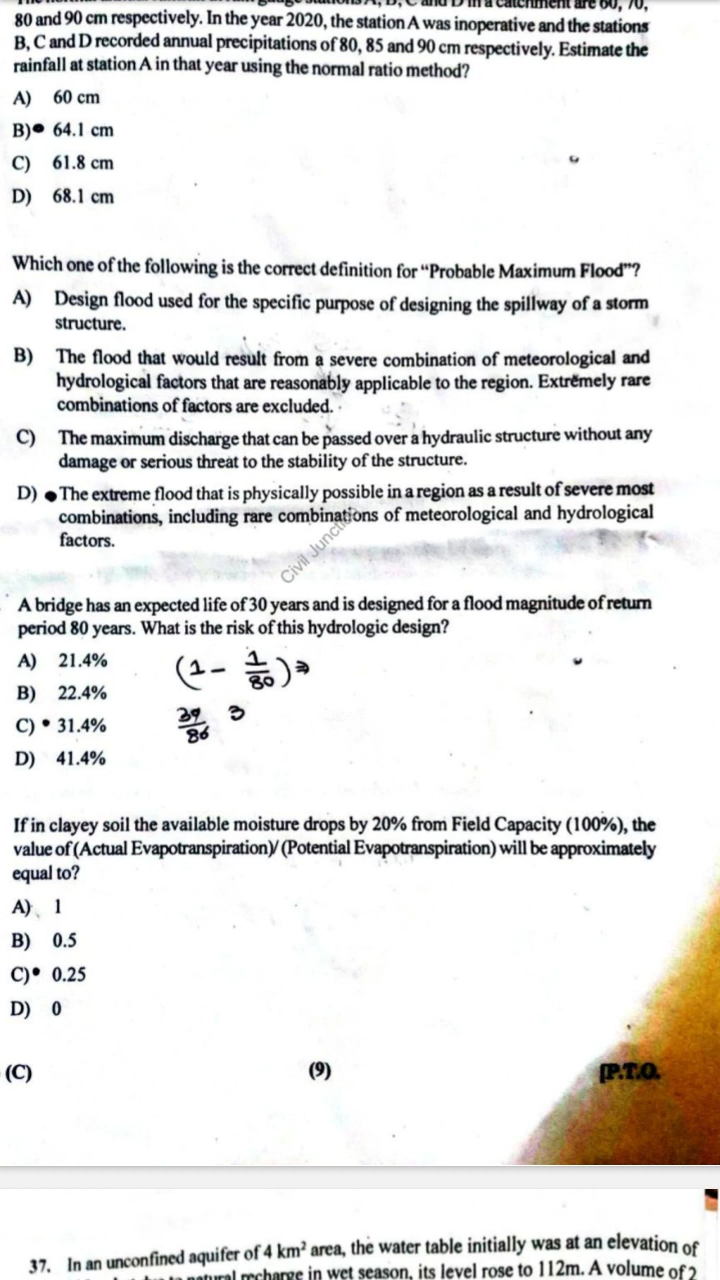 80 and 90 cm respectively. In the year 2020, the station A was inoperative and the stations
B, C and D recorded annual precipitations of 80, 85 and 90 cm respectively. Estimate the
rainfall at station A in that year using the normal ratio method?
A) 60 cm
B) 64.1 cm
C) 61.8 cm
D) 68.1 cm
Which one of the following is the correct definition for “Probable Maximum Flood”?
A) Design flood used for the specific purpose of designing the spillway of a storm
structure.
B) The flood that would result from a severe combination of meteorological and
hydrological factors that are reasonably applicable to the region. Extremely rare
combinations of factors are excluded.
C) The maximum discharge that can be passed over a hydraulic structure without any
damage or serious threat to the stability of the structure.
D) The extreme flood that is physically possible in a region as a result of severe most
combinations, including rare combinations of meteorological and hydrological
factors.
Civil Junction
A bridge has an expected life of 30 years and is designed for a flood magnitude of return
period 80 years. What is the risk of this hydrologic design?
A) 21.4%
B) 22.4%
C) 31.4%
D) 41.4%
(1 - 1/80)
If in clayey soil the available moisture drops by 20% from Field Capacity (100%), the
value of (Actual Evapotranspiration)/ (Potential Evapotranspiration) will be approximately
equal to?
A) 1
B) 0.5
C) 0.25
D) 0
(C) (9) [P.T.O.
37. In an unconfined aquifer of 4 km² area, the water table initially was at an elevation of
natural recharge in wet season, its level rose to 112m. A volume of 2